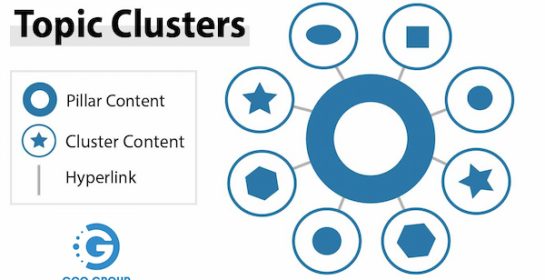 Topic Clusters
Pillar Content
Cluster Content
Hyperlink
G